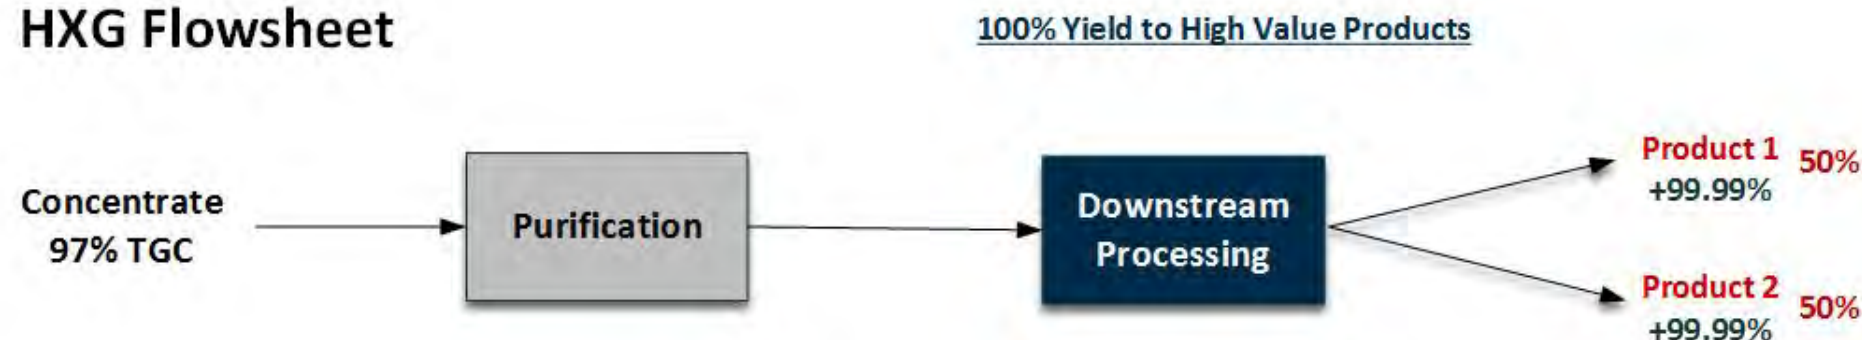 HXG Flowsheet
100% Yield to High Value Products
Concentrate
97% TGC
Purification
Downstream
Processing
Product 1 50%
+99.99%
Product 2 50%
+99.99%